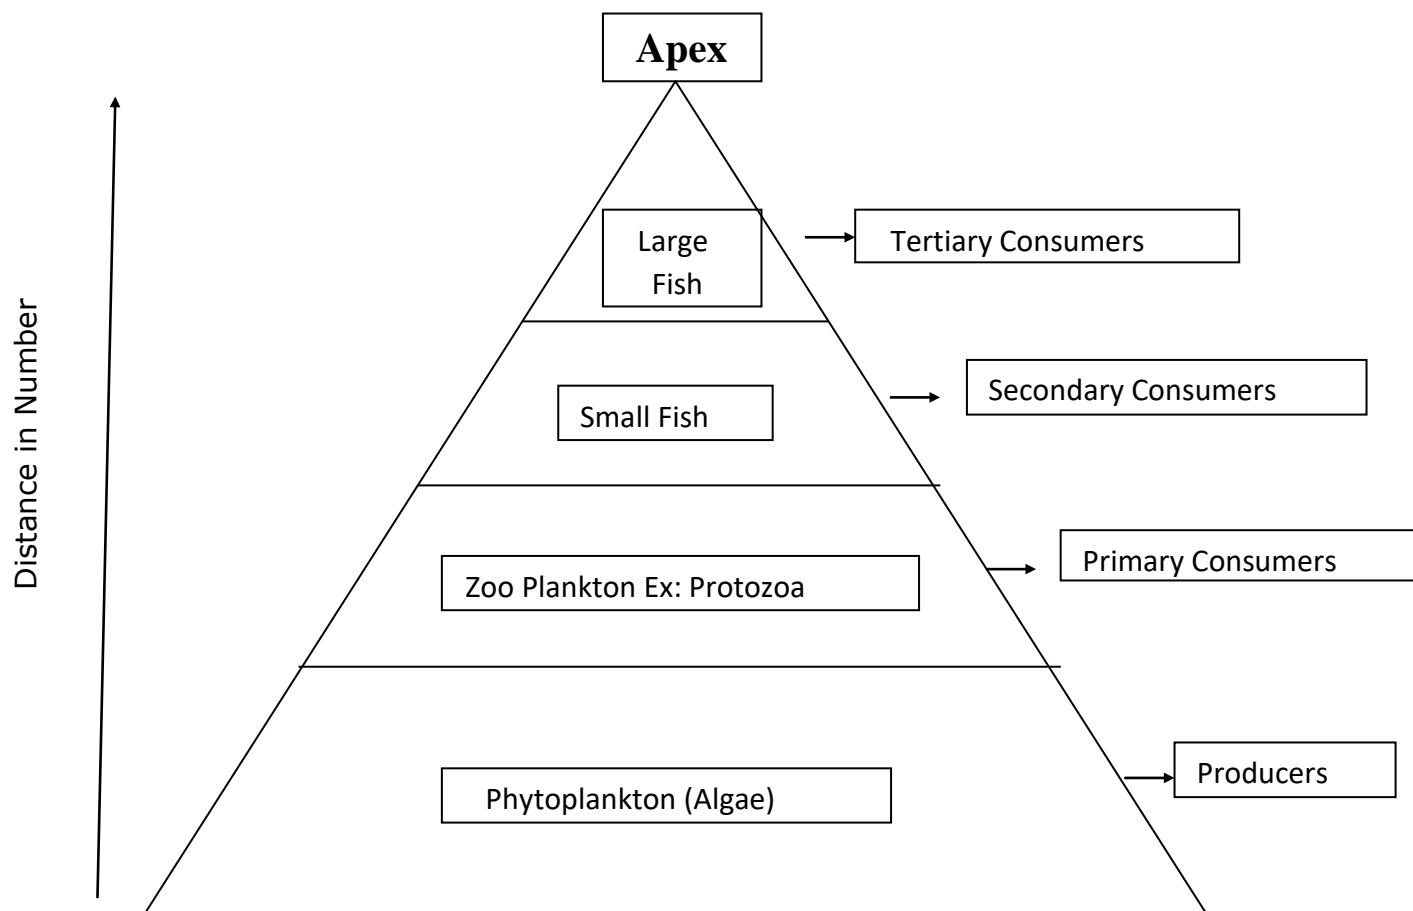 Apex
Large
Fish
Tertiary Consumers
Distance in Number
Secondary Consumers
Small Fish
Primary Consumers
Zoo Plankton Ex: Protozoa
Producers
Phytoplankton (Algae)